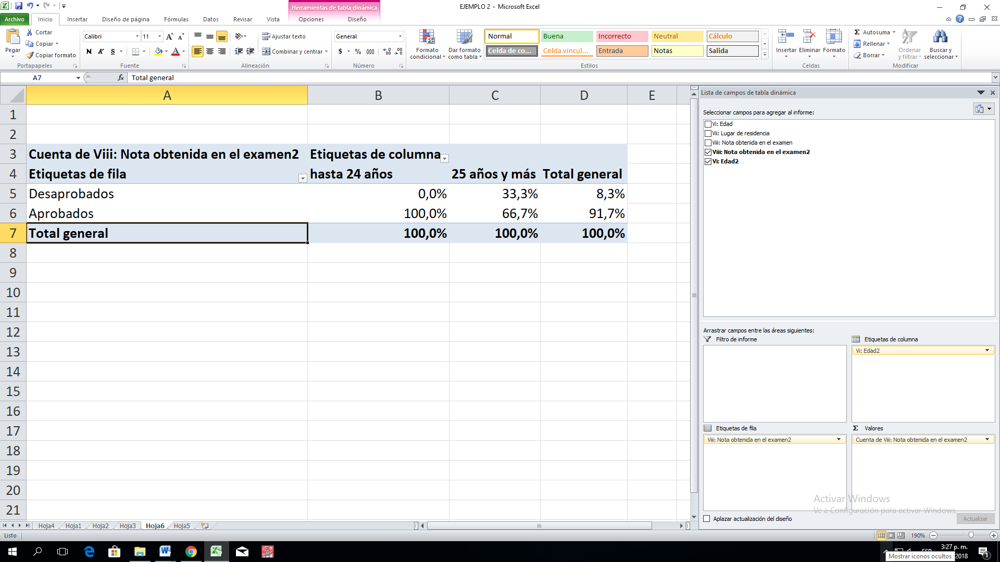 Herramientas de tabla dinámica
EJEMPLO 2 - Microsoft Excel
Archivo Inicio Insertar Diseño de página Fórmulas Datos Revisar Vista Opciones Diseño
Pegar
Cortar
Copiar
Copiar formato
Portapapeles
Calibri 11
N K S
Fuente
Ajustar texto
Combinar y centrar
Alineación
General
$ % 000
Número
Formato condicional
Dar formato como tabla
Normal Buena Incorrecto Neutral Cálculo
Celda de co... Celda vincul... Entrada Notas Salida
Estilos
Insertar Eliminar Formato
Celdas
Σ Autosuma
Rellenar
Borrar
Ordenar y filtrar
Buscar y seleccionar
Modificar
A7 fx Total general
A B C D E
1
2
3 Cuenta de Viii: Nota obtenida en el examen2 Etiquetas de columna
4 Etiquetas de fila hasta 24 años 25 años y más Total general
5 Desaprobados 0,0% 33,3% 8,3%
6 Aprobados 100,0% 66,7% 91,7%
7 Total general 100,0% 100,0% 100,0%
8
9
10
11
12
13
14
15
16
17
18
19
20
21
Lista de campos de tabla dinámica
Seleccionar campos para agregar al informe:
Vi: Edad
Vii: Lugar de residencia
Viii: Nota obtenida en el examen
Viii: Nota obtenida en el examen2
Vi: Edad2
Arrastrar campos entre las áreas siguientes:
Filtro de informe
Etiquetas de columna
Vi: Edad2
Etiquetas de fila
Σ Valores
Viii: Nota obtenida en el examen2
Cuenta de Viii: Nota obtenida en el examen2
Activar Windows
Ve a Configuración para activar Windows.
Aplazar actualización del diseño
Actualizar
Hoja4 Hoja1 Hoja2 Hoja3 Hoja6 Hoja5
Listo
190%
3:27 p. m.
2018
Mostrar iconos ocultos
1